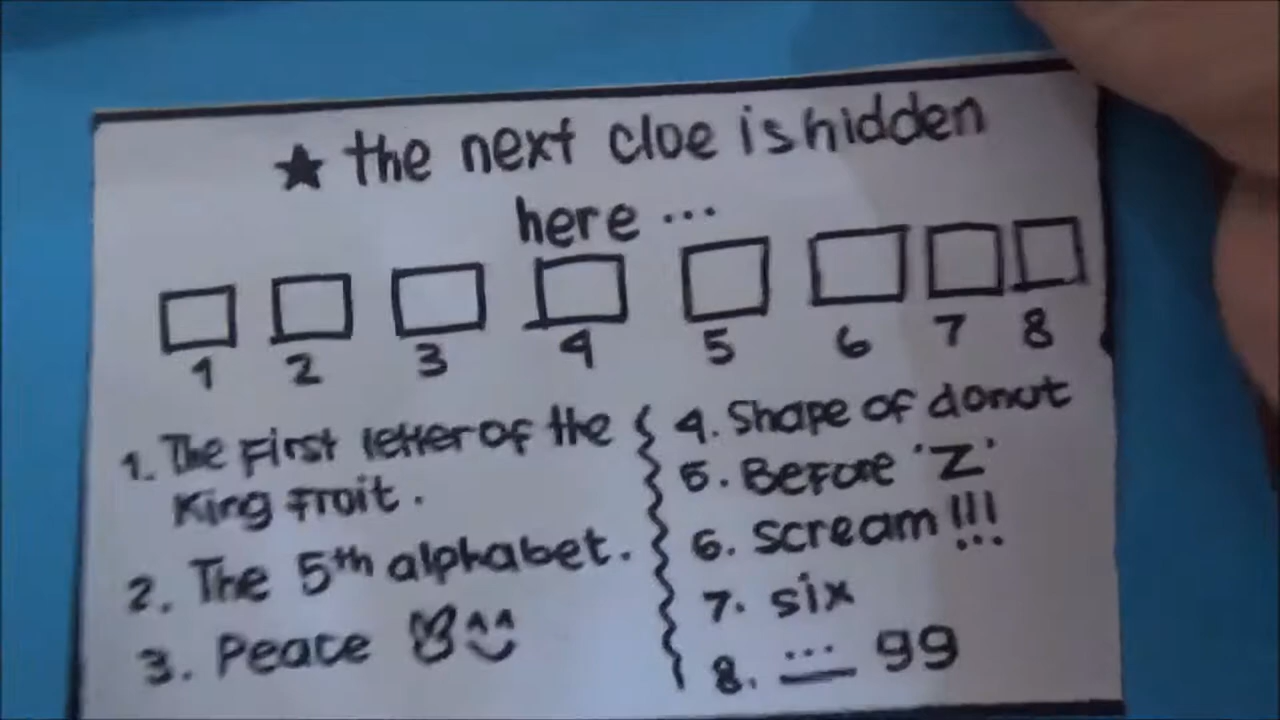 ★ the next cloe is hidden
here ...
1 2 3 4 5 6 7 8
1. The first letter of the
King froit.
2. The 5th alphabet.
3. Peace
4. Shape of donut
5. Before 'Z'
6. Scream !!!
7. six
8. ... 99